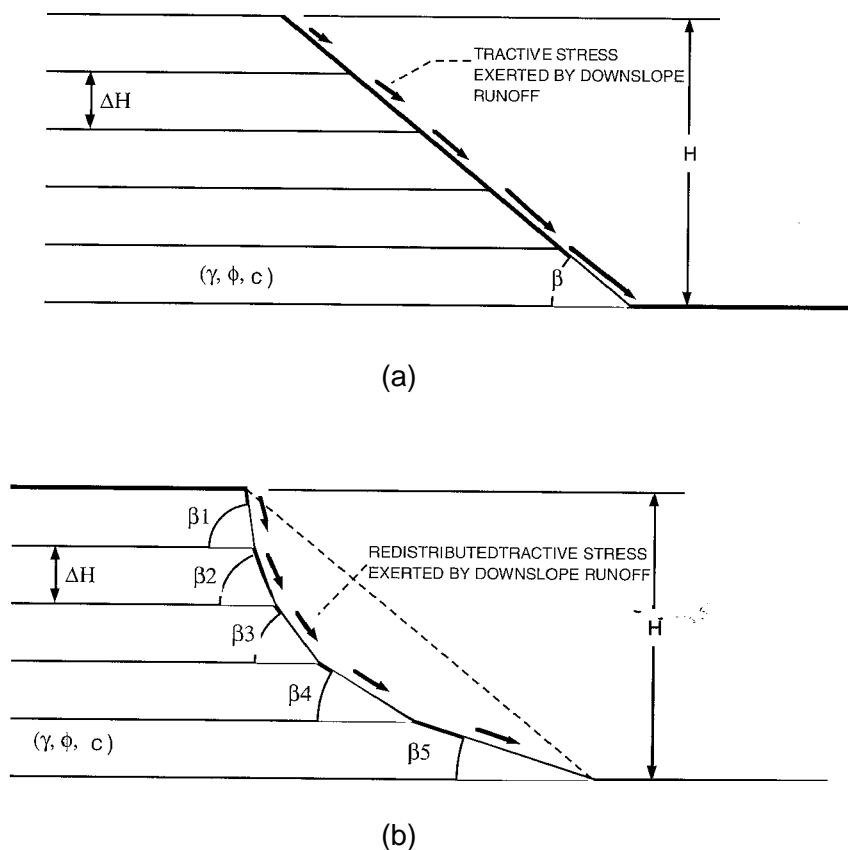 TRACTIVE STRESS
EXERTED BY DOWNSLOPE
RUNOFF
ΔH
H
(γ, ϕ, c)
β
(a)
β1
β2
ΔH
REDISTRIBUTEDTRACTIVE STRESS
EXERTED BY DOWNSLOPE RUNOFF
H
β3
β4
(γ, ϕ, c)
β5
(b)